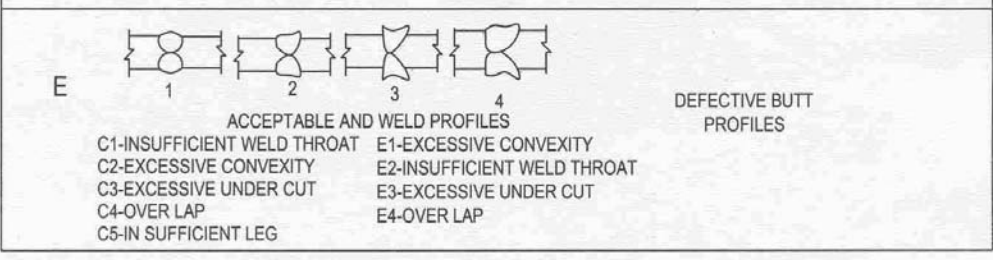 E
1
2
3
4
DEFECTIVE BUTT
PROFILES
ACCEPTABLE AND WELD PROFILES
C1-INSUFFICIENT WELD THROAT
C2-EXCESSIVE CONVEXITY
C3-EXCESSIVE UNDER CUT
C4-OVER LAP
C5-IN SUFFICIENT LEG
E1-EXCESSIVE CONVEXITY
E2-INSUFFICIENT WELD THROAT
E3-EXCESSIVE UNDER CUT
E4-OVER LAP